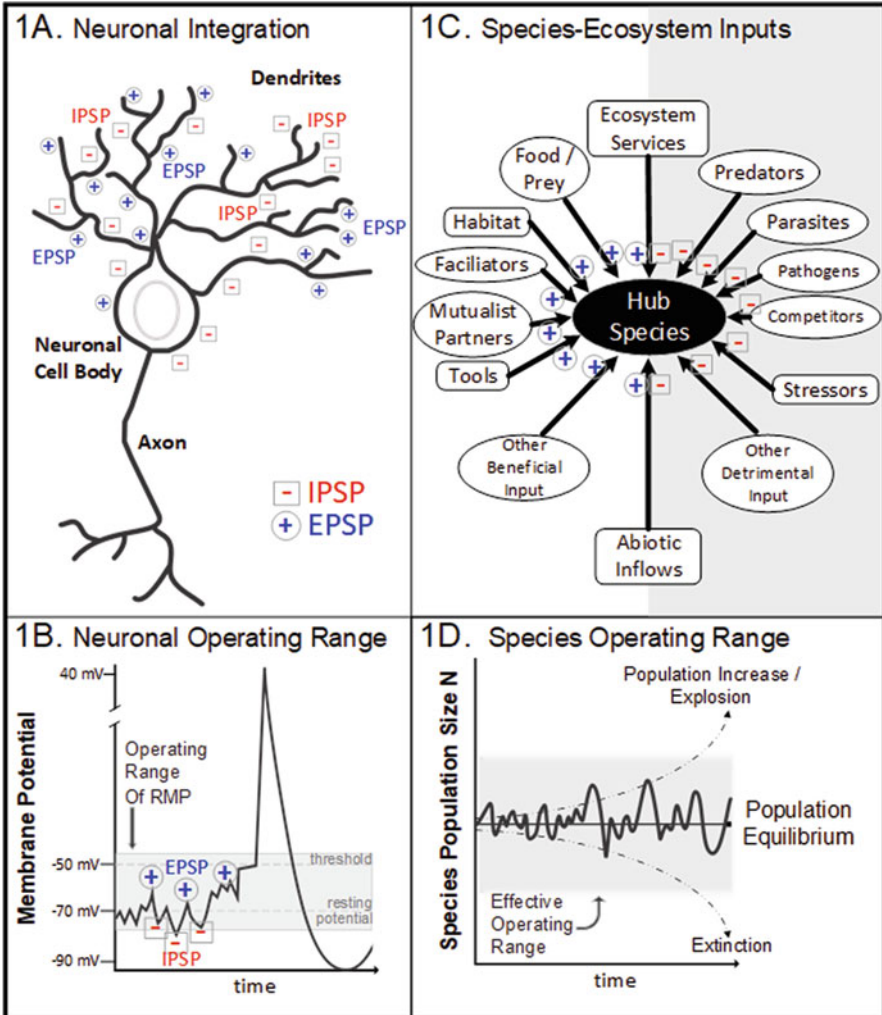 1A. Neuronal Integration
Dendrites
IPSP
IPSP
EPSP
IPSP
EPSP
EPSP
Neuronal
Cell Body
Axon
- IPSP
+ EPSP
1C. Species-Ecosystem Inputs
Ecosystem
Services
Food /
Prey
Predators
Habitat
Parasites
Faciliators
Pathogens
Hub
Species
Mutualist
Partners
Competitors
Tools
Stressors
Other
Beneficial
Input
Other
Detrimental
Input
Abiotic
Inflows
1B. Neuronal Operating Range
Membrane Potential
40 mV
Operating
Range
Of RMP
-50 mV
EPSP
threshold
-70 mV
resting
potential
IPSP
-90 mV
time
1D. Species Operating Range
Species Population Size N
Population Increase /
Explosion
Population
Equilibrium
Effective
Operating
Range
Extinction
time